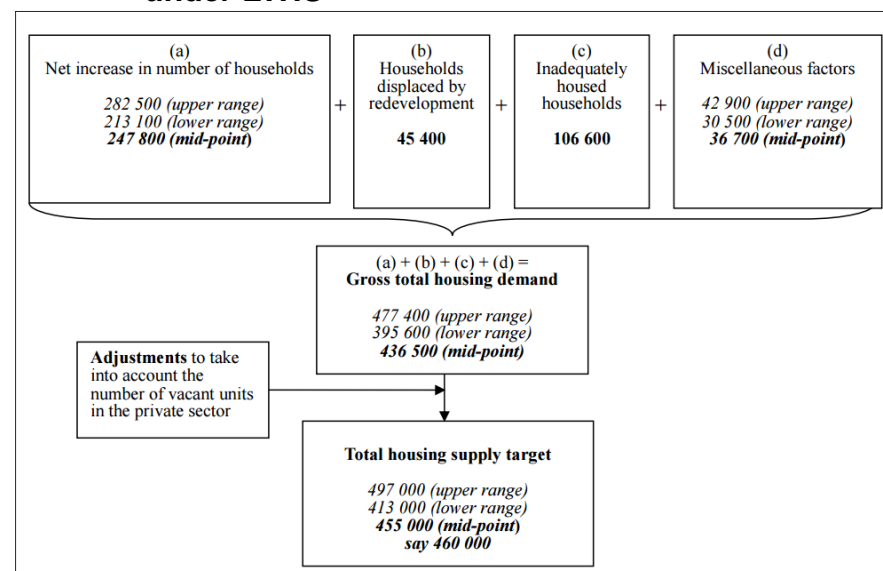 (a)
Net increase in number of households
282 500 (upper range)
213 100 (lower range)
247 800 (mid-point)
+
(b)
Households
displaced by
redevelopment
45 400
+
(c)
Inadequately
housed
households
106 600
+
(d)
Miscellaneous factors
42 900 (upper range)
30 500 (lower range)
36 700 (mid-point)
(a) + (b) + (c) + (d) =
Gross total housing demand
477 400 (upper range)
395 600 (lower range)
436 500 (mid-point)
Adjustments to take
into account the
number of vacant units
in the private sector
Total housing supply target
497 000 (upper range)
413 000 (lower range)
455 000 (mid-point)
say 460 000